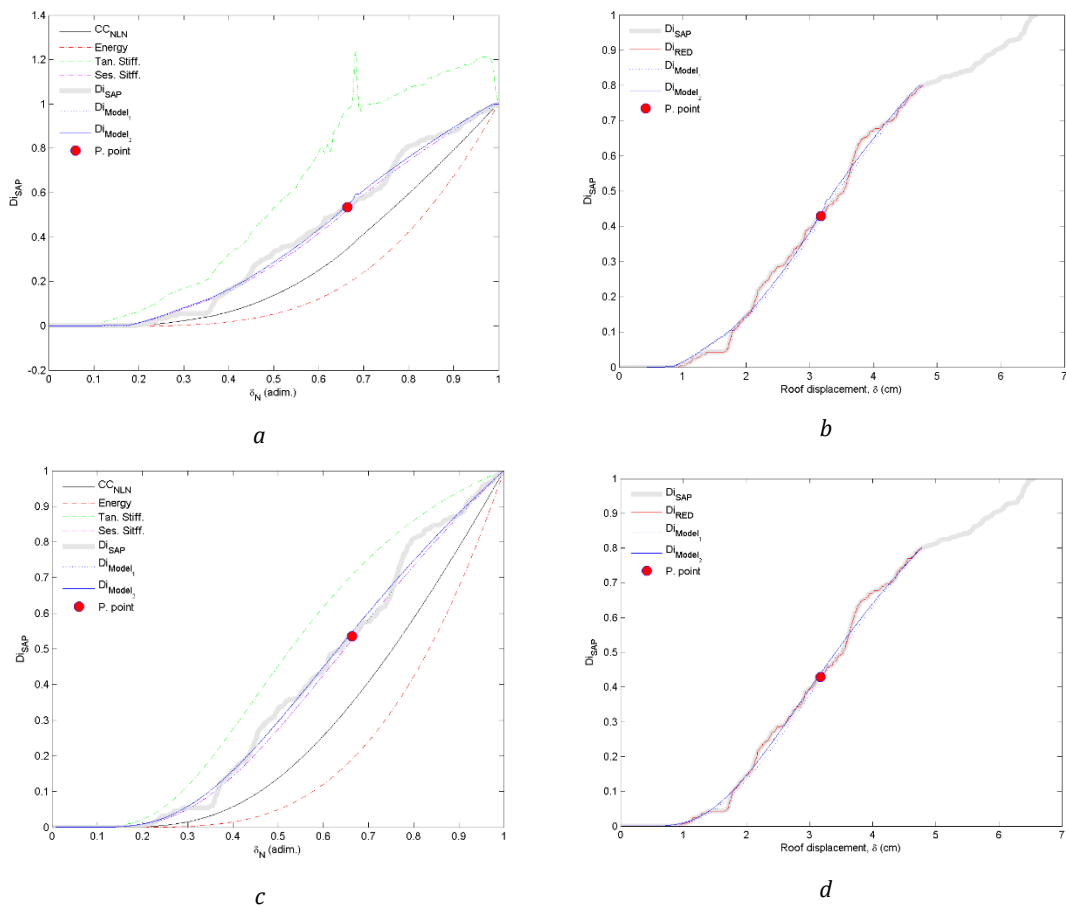 1.4
1.2
1
0.8
0.6
0.4
0.2
0
-0.2
Di_SAP
CC_NLN
Energy
Tan. Stiff.
Ses. Sitff.
Di_SAP
Di_Model_1
Di_Model_2
P. point
0 0.1 0.2 0.3 0.4 0.5 0.6 0.7 0.8 0.9 1
δ_N (adim.)
a
1
0.9
0.8
0.7
0.6
0.5
0.4
0.3
0.2
0.1
0
Di_SAP
Di_SAP
Di_RED
Di_Model_1
Di_Model_2
P. point
0 1 2 3 4 5 6 7
Roof displacement, δ (cm)
b
1
0.9
0.8
0.7
0.6
0.5
0.4
0.3
0.2
0.1
0
Di_SAP
CC_NLN
Energy
Tan. Stiff.
Ses. Sitff.
Di_SAP
Di_Model_1
Di_Model_2
P. point
0 0.1 0.2 0.3 0.4 0.5 0.6 0.7 0.8 0.9 1
δ_N (adim.)
c
1
0.9
0.8
0.7
0.6
0.5
0.4
0.3
0.2
0.1
0
Di_SAP
Di_SAP
Di_RED
Di_Model_1
Di_Model_2
P. point
0 1 2 3 4 5 6 7
Roof displacement, δ (cm)
d